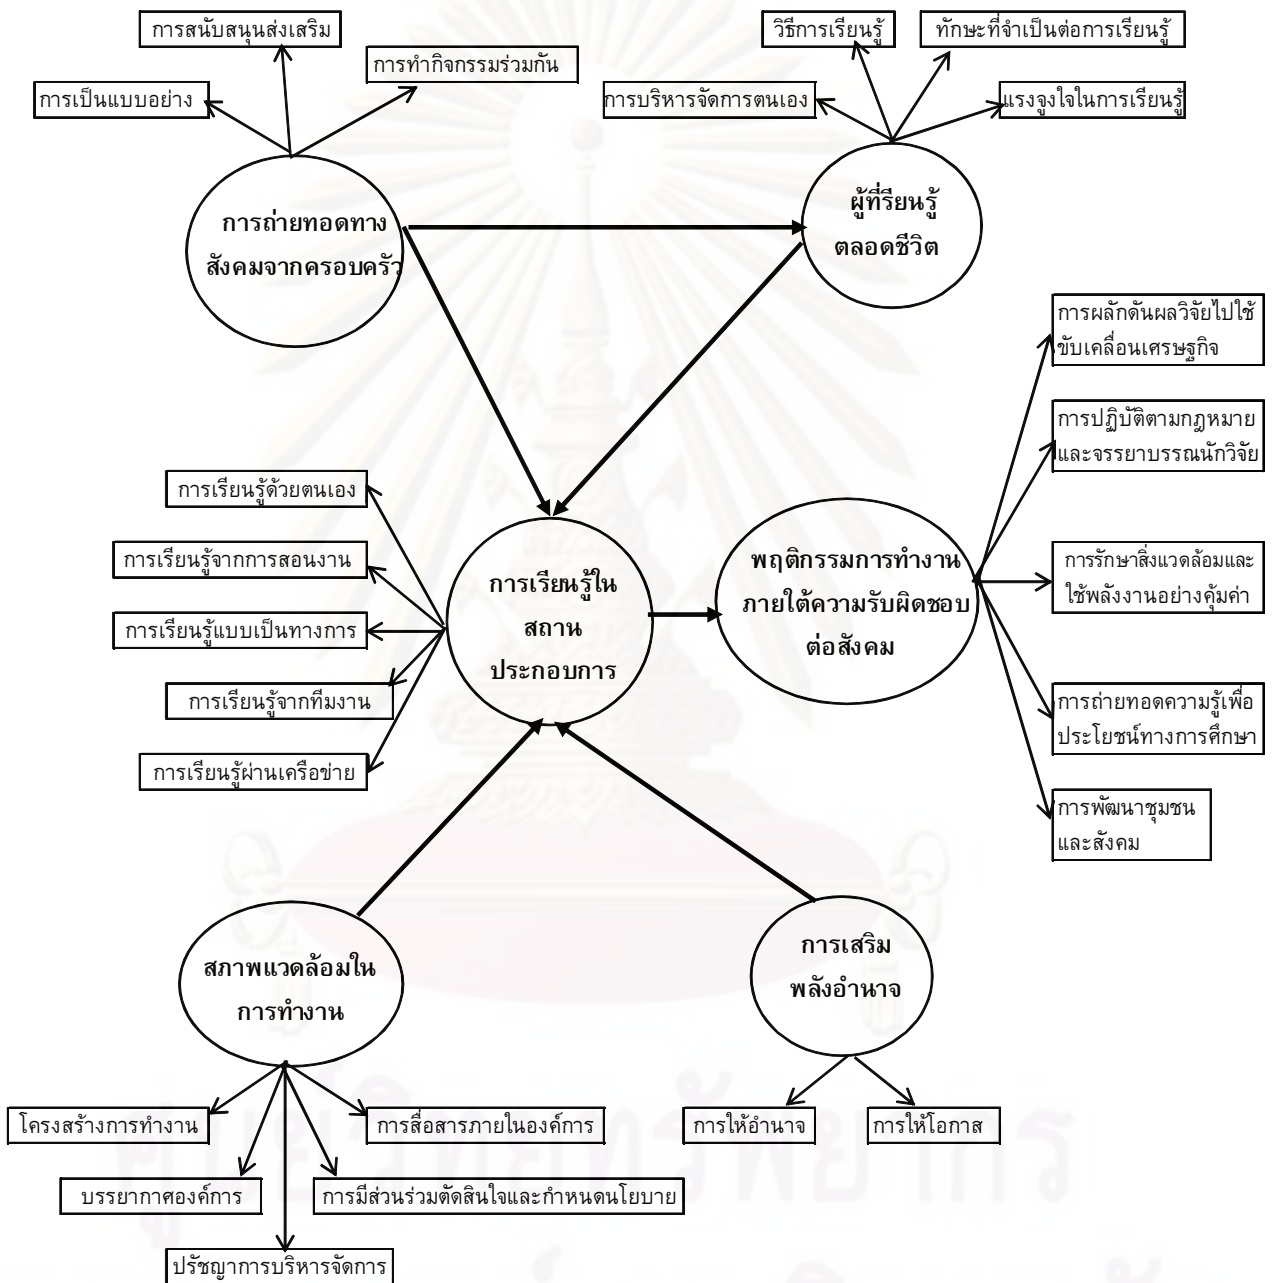 การสนับสนุนส่งเสริม
การทำกิจกรรมร่วมกัน
การเป็นแบบอย่าง
วิธีการเรียนรู้
ทักษะที่จำเป็นต่อการเรียนรู้
การบริหารจัดการตนเอง
แรงจูงใจในการเรียนรู้
การถ่ายทอดทาง
สังคมจากครอบครัว
ผู้ที่รียนรู้
ตลอดชีวิต
การผลักดันผลวิจัยไปใช้
ขับเคลื่อนเศรษฐกิจ
การปฏิบัติตามกฎหมาย
และจรรยาบรรณนักวิจัย
การรักษาสิ่งแวดล้อมและ
ใช้พลังงานอย่างคุ้มค่า
การถ่ายทอดความรู้เพื่อ
ประโยชน์ทางการศึกษา
การพัฒนาชุมชน
และสังคม
การเรียนรู้ด้วยตนเอง
การเรียนรู้จากการสอนงาน
การเรียนรู้แบบเป็นทางการ
การเรียนรู้จากทีมงาน
การเรียนรู้ผ่านเครือข่าย
การเรียนรู้ใน
สถาน
ประกอบการ
พฤติกรรมการทำงาน
ภายใต้ความรับผิดชอบ
ต่อสังคม
สภาพแวดล้อมใน
การทำงาน
การเสริม
พลังอำนาจ
โครงสร้างการทำงาน
การสื่อสารภายในองค์การ
บรรยากาศองค์การ
การมีส่วนร่วมตัดสินใจและกำหนดนโยบาย
ปรัชญาการบริหารจัดการ
การให้อำนาจ
การให้โอกาส
ศูนย์วิทยทรัพยากร